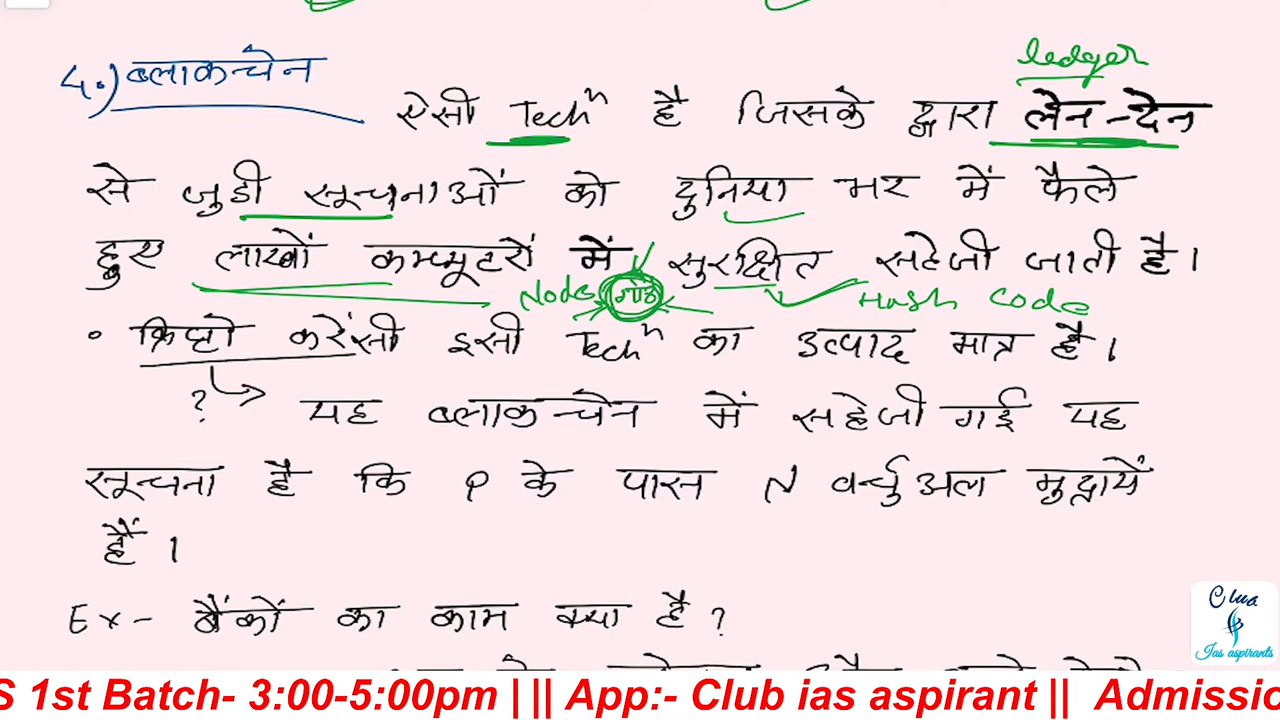 ledger
4.) ब्लाकचेन
ऐसी Techⁿ है जिसके द्वारा लेन-देन
से जुडी सूचनाओं को दुनिया भर में फैले
हुए लाखों कम्प्यूटरों में सुरक्षित सहेजी जाती है।
Node गांठ Hash code
• क्रिप्टो करेंसी इसी Techⁿ का उत्पाद मात्र है।
? यह ब्लाकचेन में सहेजी गई यह
सूचना है कि P के पास N वर्चुअल मुद्रायें
हैं।
Ex- बैंकों का काम क्या है?
Club
Ias aspirants
S 1st Batch- 3:00-5:00pm | || App:- Club ias aspirant || Admissio